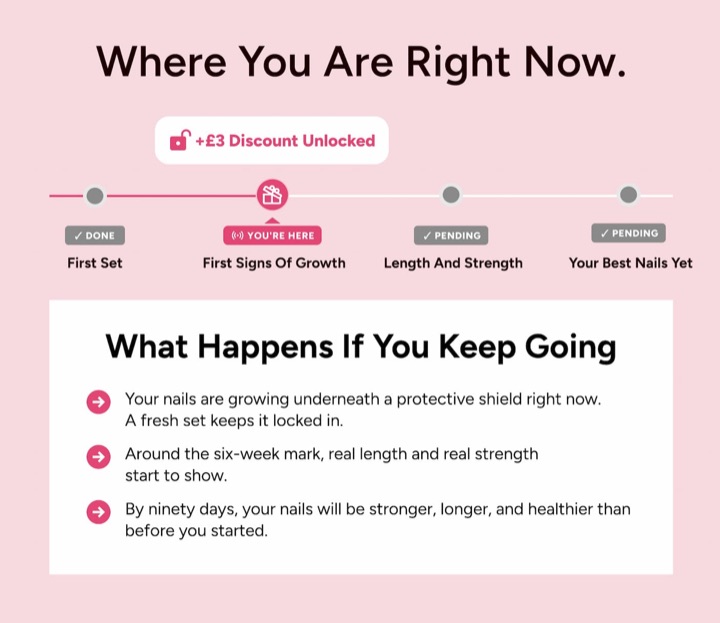 Where You Are Right Now.
+£3 Discount Unlocked
✓ DONE
YOU'RE HERE
✓ PENDING
✓ PENDING
First Set
First Signs Of Growth
Length And Strength
Your Best Nails Yet
What Happens If You Keep Going
Your nails are growing underneath a protective shield right now.
A fresh set keeps it locked in.
Around the six-week mark, real length and real strength
start to show.
By ninety days, your nails will be stronger, longer, and healthier than
before you started.